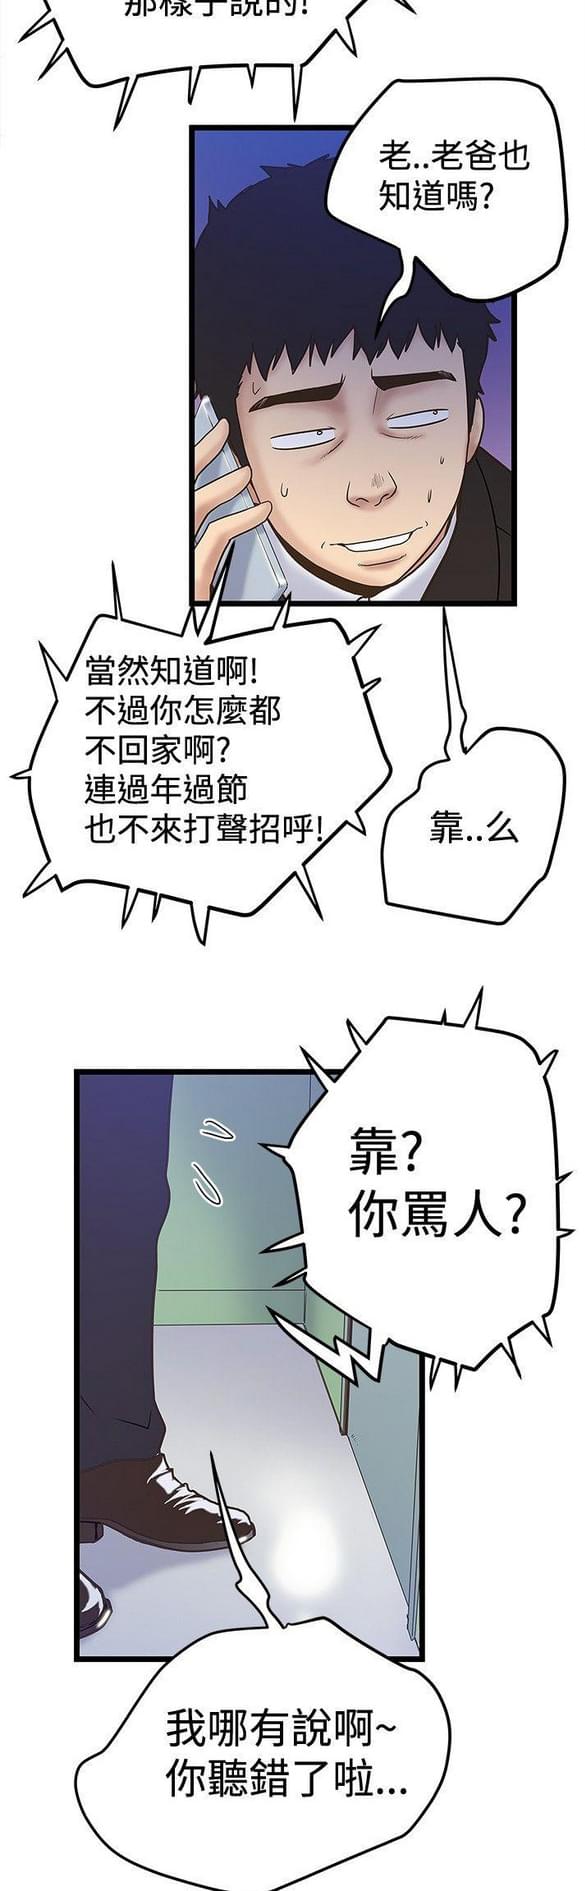 那樣子說的!
老..老爸也
知道嗎?
當然知道啊!
不過你怎麼都
不回家啊?
連過年過節
也不來打聲招呼!
靠..么
靠?
你罵人?
我哪有說啊~
你聽錯了啦...